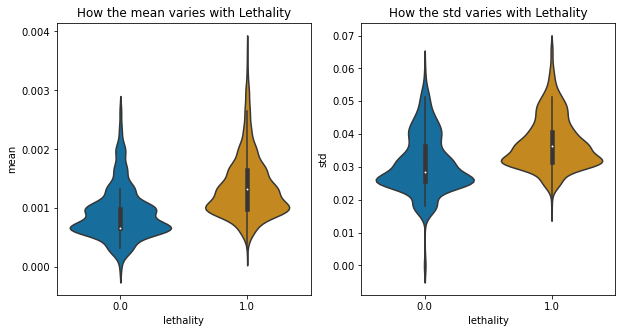 How the mean varies with Lethality
How the std varies with Lethality
0.004
0.003
0.002
0.001
0.000
mean
0.0
1.0
lethality
0.07
0.06
0.05
0.04
0.03
0.02
0.01
0.00
std
0.0
1.0
lethality